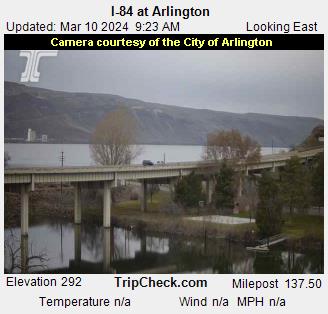 I-84 at Arlington
Updated: Mar 10 2024 9:23 AM Looking East
Camera courtesy of the City of Arlington
Elevation 292 TripCheck.com Milepost 137.50
Temperature n/a Wind n/a MPH n/a